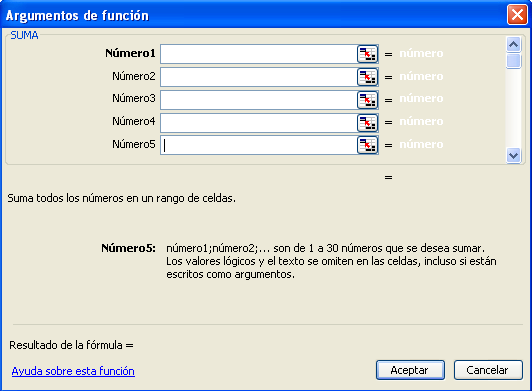 Argumentos de función
SUMA
Número1 = número
Número2 = número
Número3 = número
Número4 = número
Número5 = número
=
Suma todos los números en un rango de celdas.
Número5: número1;número2;... son de 1 a 30 números que se desea sumar.
Los valores lógicos y el texto se omiten en las celdas, incluso si están
escritos como argumentos.
Resultado de la fórmula =
Ayuda sobre esta función
Aceptar
Cancelar